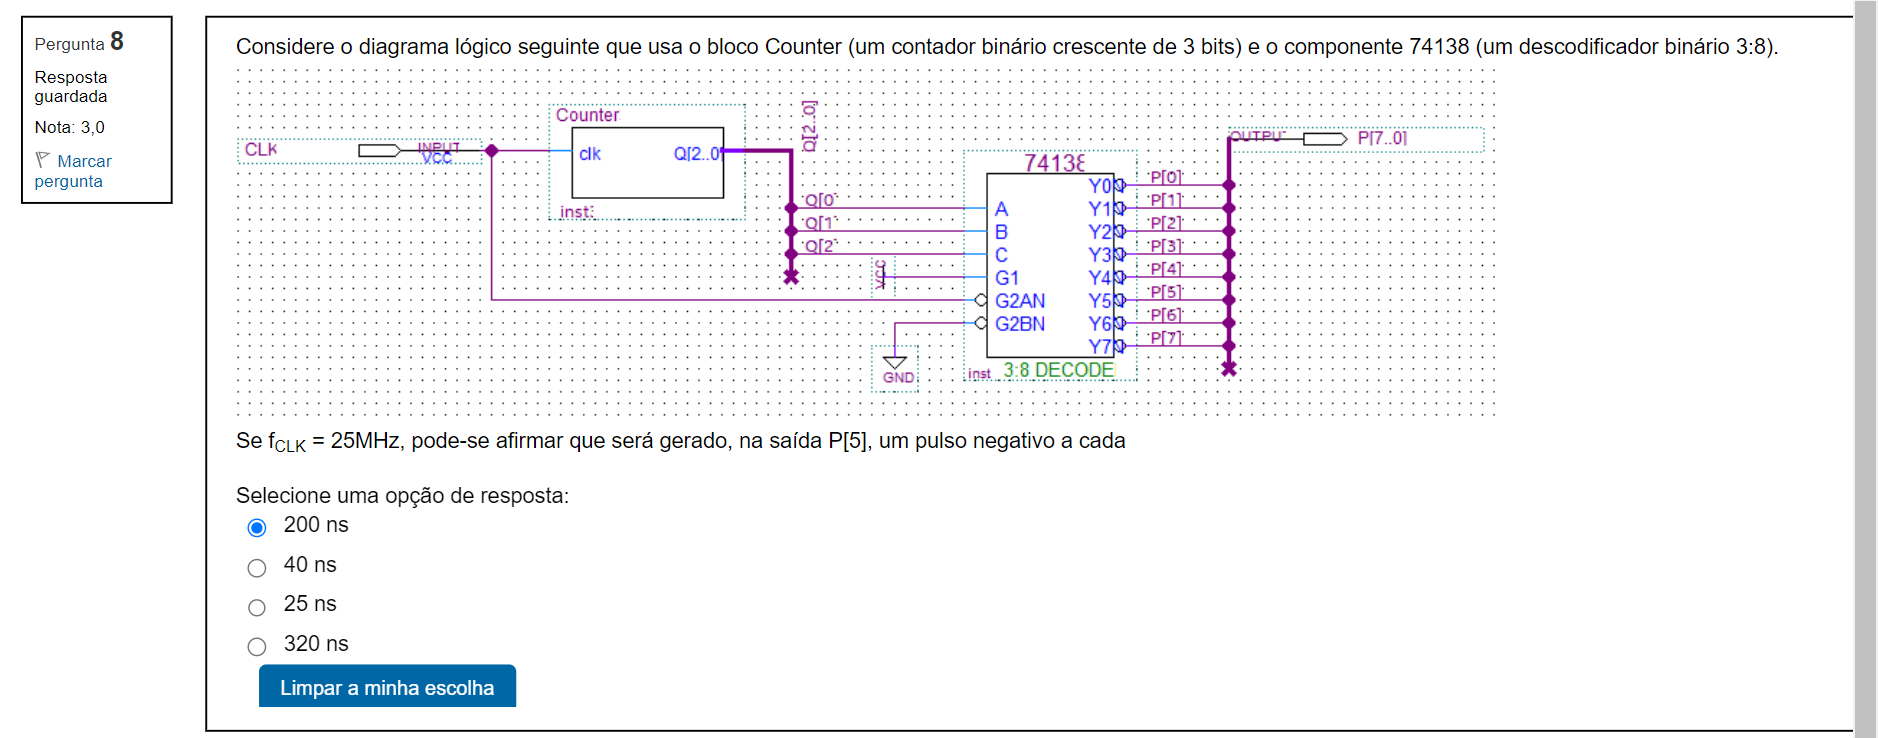 Pergunta 8
Resposta
guardada
Nota: 3,0
Marcar
pergunta
Considere o diagrama lógico seguinte que usa o bloco Counter (um contador binário crescente de 3 bits) e o componente 74138 (um descodificador binário 3:8).
CLK
INPUT
VCC
Counter
clk
Q[2..0]
inst
Q[2..0]
Q[0]
Q[1]
Q[2]
VCC
GND
74138
A
B
C
G1
G2AN
G2BN
Y0N
Y1N
Y2N
Y3N
Y4N
Y5N
Y6N
Y7N
inst
3:8 DECODE
P[0]
P[1]
P[2]
P[3]
P[4]
P[5]
P[6]
P[7]
OUTPUT
P[7..0]
Se fCLK = 25MHz, pode-se afirmar que será gerado, na saída P[5], um pulso negativo a cada
Selecione uma opção de resposta:
200 ns
40 ns
25 ns
320 ns
Limpar a minha escolha